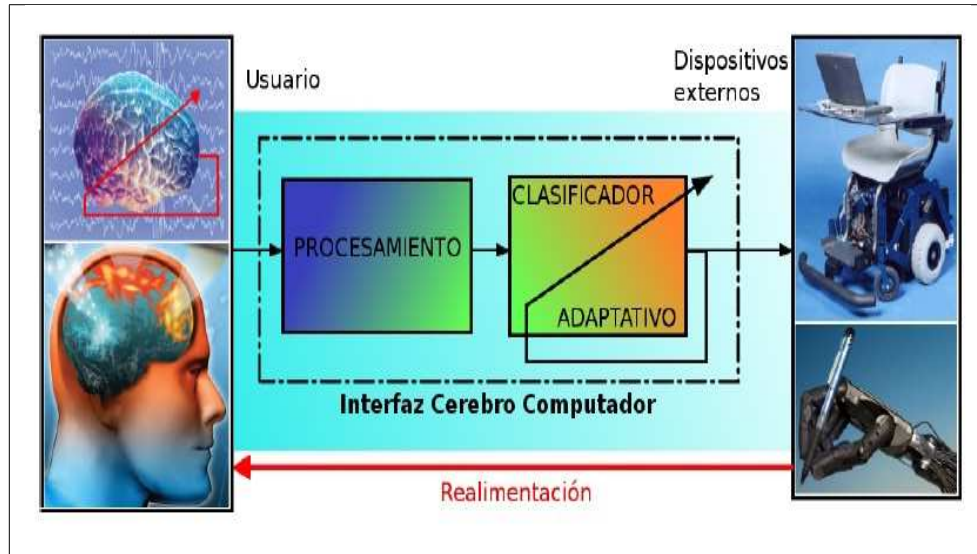 Usuario
Dispositivos
externos
PROCESAMIENTO
CLASIFICADOR
ADAPTATIVO
Interfaz Cerebro Computador
Realimentación